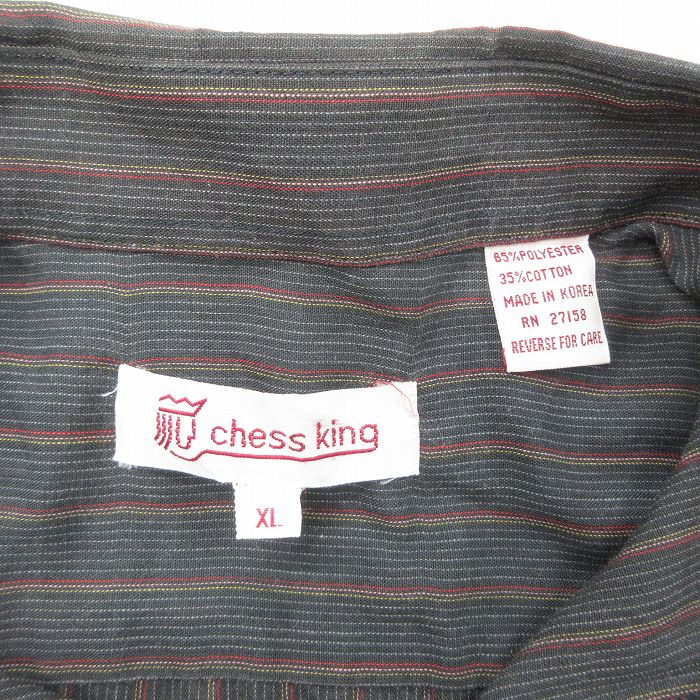 65%POLYESTER
35%COTTON
MADE IN KOREA
RN 27158
REVERSE FOR CARE
chess king
XL